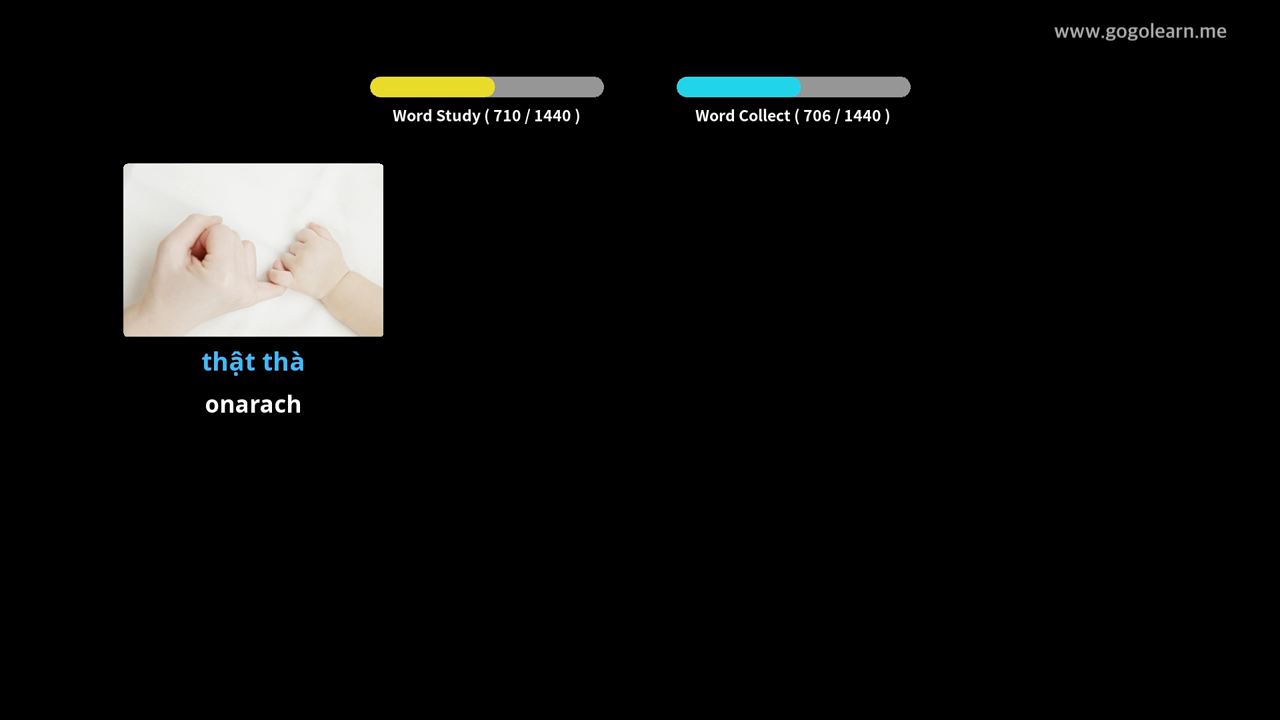 www.gogolearn.me
Word Study ( 710 / 1440 )
Word Collect ( 706 / 1440 )
thật thà
onarach